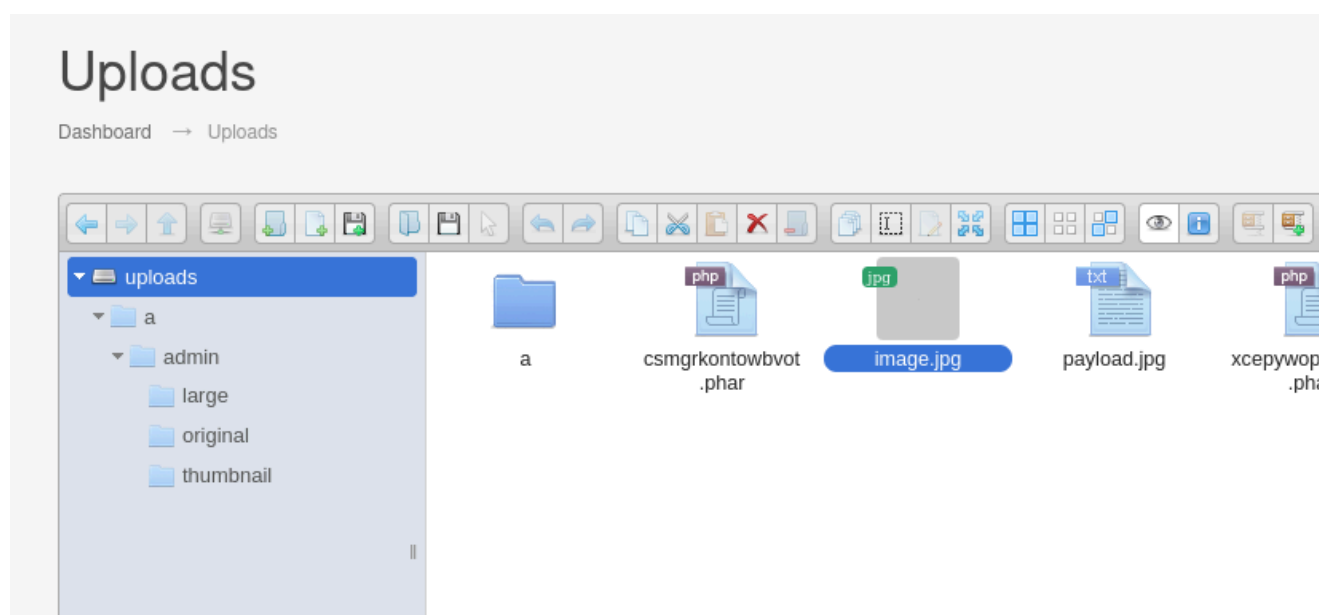 Uploads
Dashboard → Uploads
uploads
a
admin
large
original
thumbnail
a
php
csmgrkontowbvot
.phar
jpg
image.jpg
txt
payload.jpg
php
xcepywop
.pha